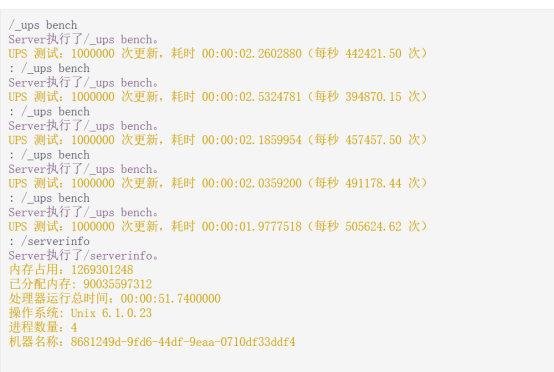 /_ups bench
Server执行了/_ups bench。
UPS 测试：1000000 次更新，耗时 00:00:02.2602880（每秒 442421.50 次）
: /_ups bench
Server执行了/_ups bench。
UPS 测试：1000000 次更新，耗时 00:00:02.5324781（每秒 394870.15 次）
: /_ups bench
Server执行了/_ups bench。
UPS 测试：1000000 次更新，耗时 00:00:02.1859954（每秒 457457.50 次）
: /_ups bench
Server执行了/_ups bench。
UPS 测试：1000000 次更新，耗时 00:00:02.0359200（每秒 491178.44 次）
: /_ups bench
Server执行了/_ups bench。
UPS 测试：1000000 次更新，耗时 00:00:01.9777518（每秒 505624.62 次）
: /serverinfo
Server执行了/serverinfo。
内存占用：1269301248
已分配内存: 90035597312
处理器运行总时间：00:00:51.7400000
操作系统: Unix 6.1.0.23
进程数量：4
机器名称：8681249d-9fd6-44df-9eaa-0710df33ddf4